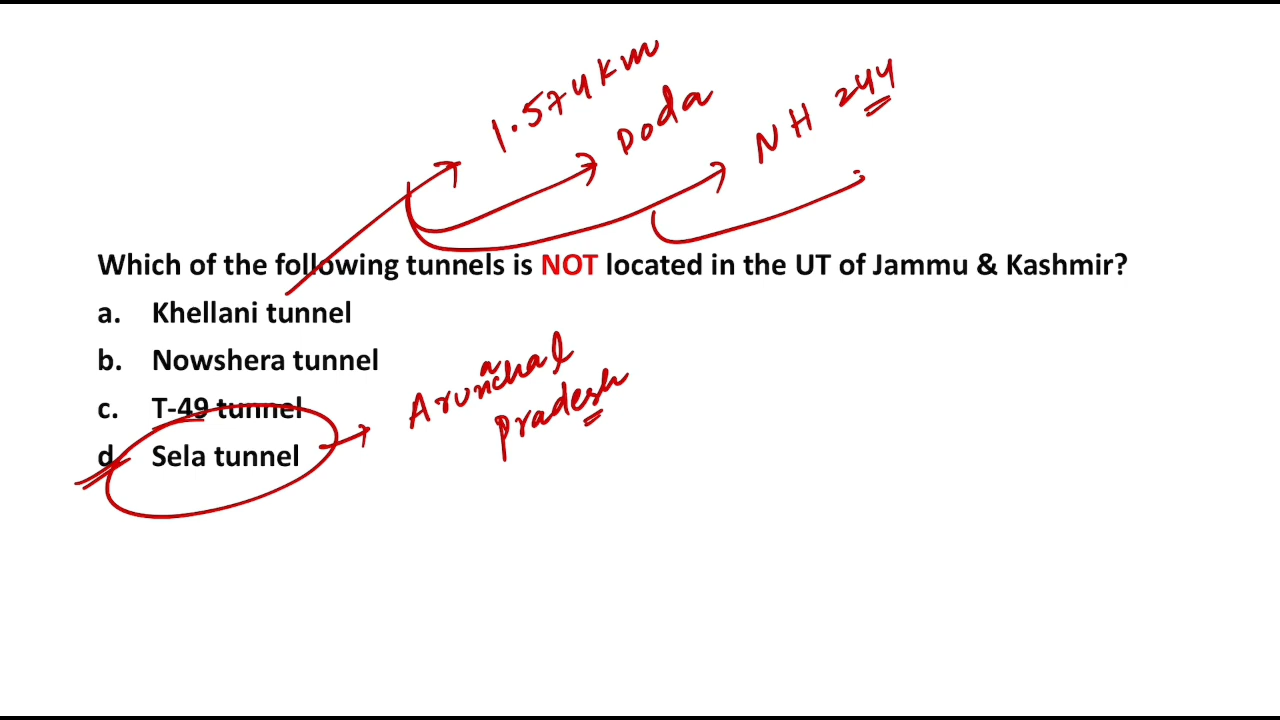 1.574 km
Doda
NH 244
Which of the following tunnels is NOT located in the UT of Jammu & Kashmir?
a. Khellani tunnel
b. Nowshera tunnel
c. T-49 tunnel
d. Sela tunnel
Arunachal
Pradesh